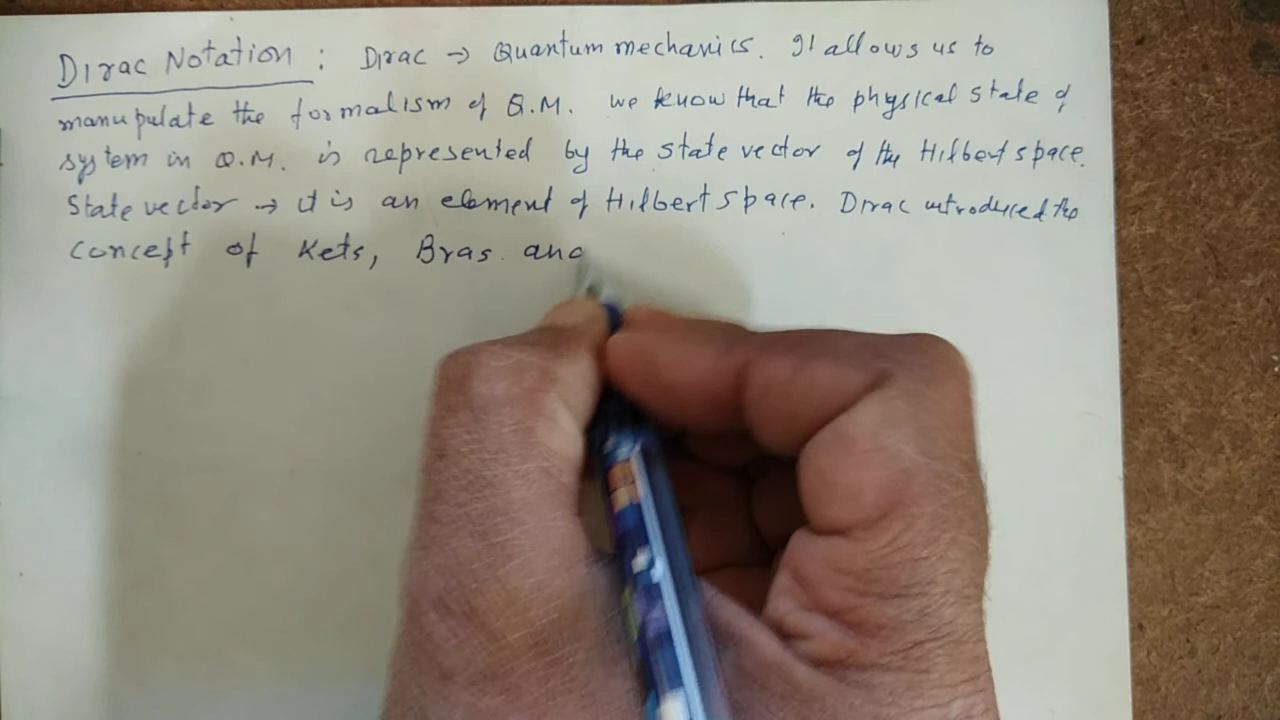 Dirac Notation : Dirac → Quantum mechanics. It allows us to
manupulate the formalism of Q.M. we know that the physical state of
system in Q.M. is represented by the state vector of the Hilbert space.
State vector → it is an element of Hilbert space. Dirac introduced the
concept of Kets, Bras and